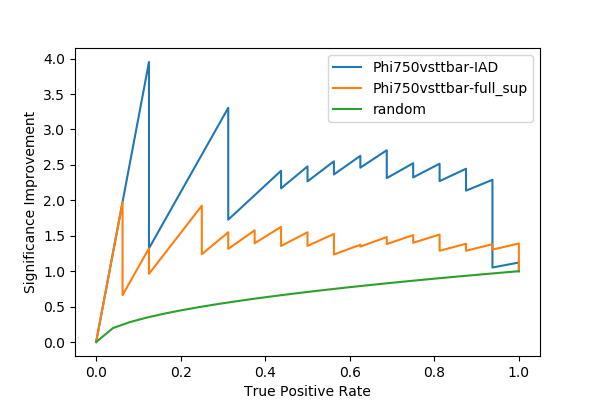 Phi750vsttbar-IAD
Phi750vsttbar-full_sup
random
Significance Improvement
4.0
3.5
3.0
2.5
2.0
1.5
1.0
0.5
0.0
0.0 0.2 0.4 0.6 0.8 1.0
True Positive Rate